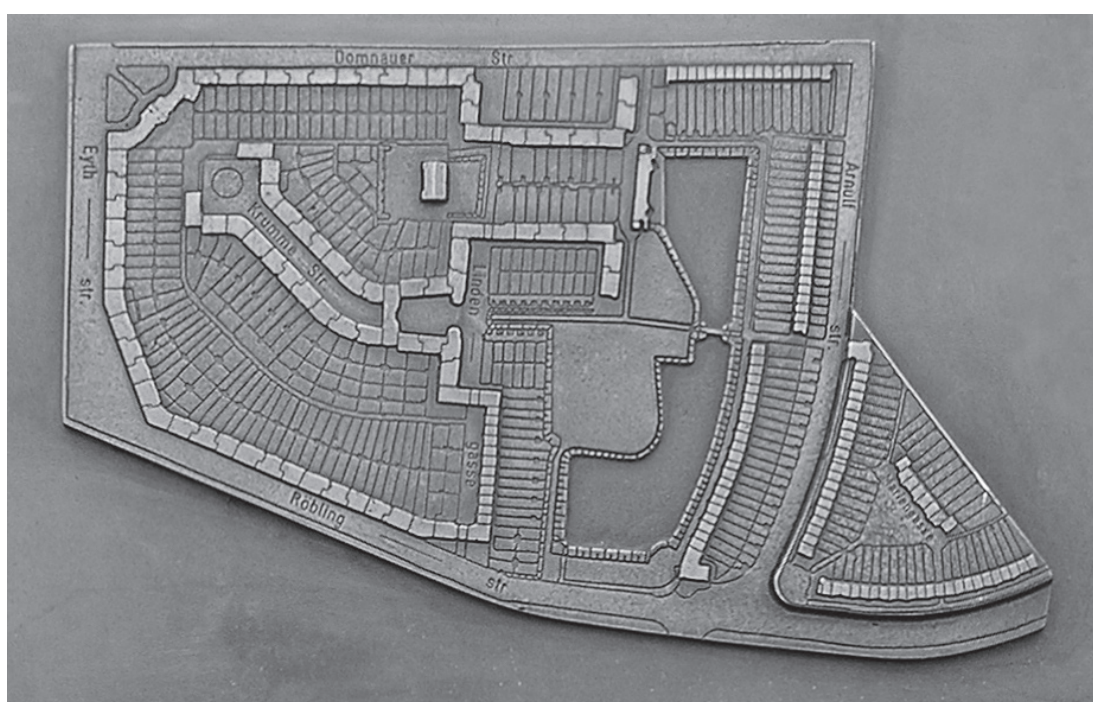 Domnauer Str
Eyth str.
Arnulf str.
Krumme Str.
Linden gasse
Röbling str